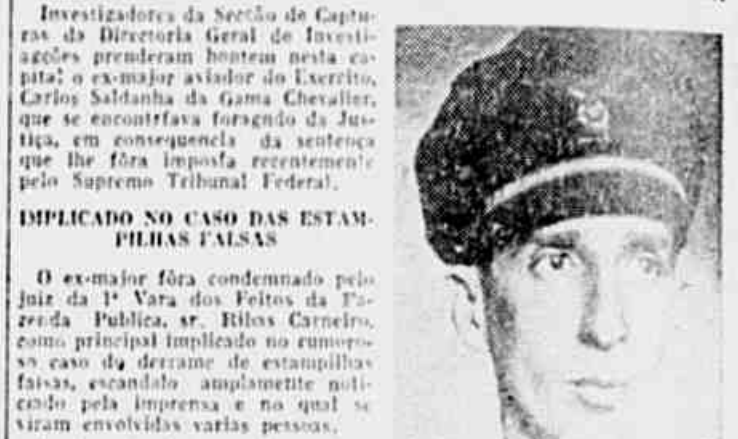 Investigadores da Secção de Captu-
ras da Directoria Geral de Investi-
gações prenderam hontem nesta ca-
pital o ex-major aviador do Exercito,
Carlos Saldanha da Gama Chevalier,
que se encontrava foragido da Jus-
tiça, em consequencia da sentença
que lhe fôra imposta recentemente
pelo Supremo Tribunal Federal.
IMPLICADO NO CASO DAS ESTAM-
PILHAS FALSAS
O ex-major fôra condemnado pelo
juiz da 1ª Vara dos Feitos da Fa-
zenda Publica, sr. Ribas Carneiro,
como principal implicado no rumoro-
so caso do derrame de estampilhas
falsas, escandalo amplamente noti-
ciado pela imprensa e no qual se
viram envolvidas varias pessoas.